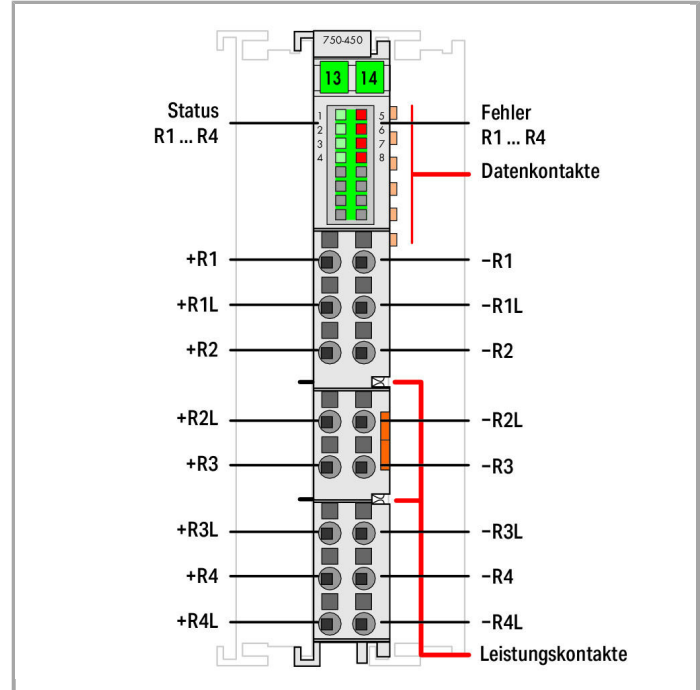 750-450
13 14
Status
R1 ... R4
1 5
2 6
3 7
4 8
Fehler
R1 ... R4
Datenkontakte
+R1 −R1
+R1L −R1L
+R2 −R2
+R2L −R2L
+R3 −R3
+R3L −R3L
+R4 −R4
+R4L −R4L
Leistungskontakte